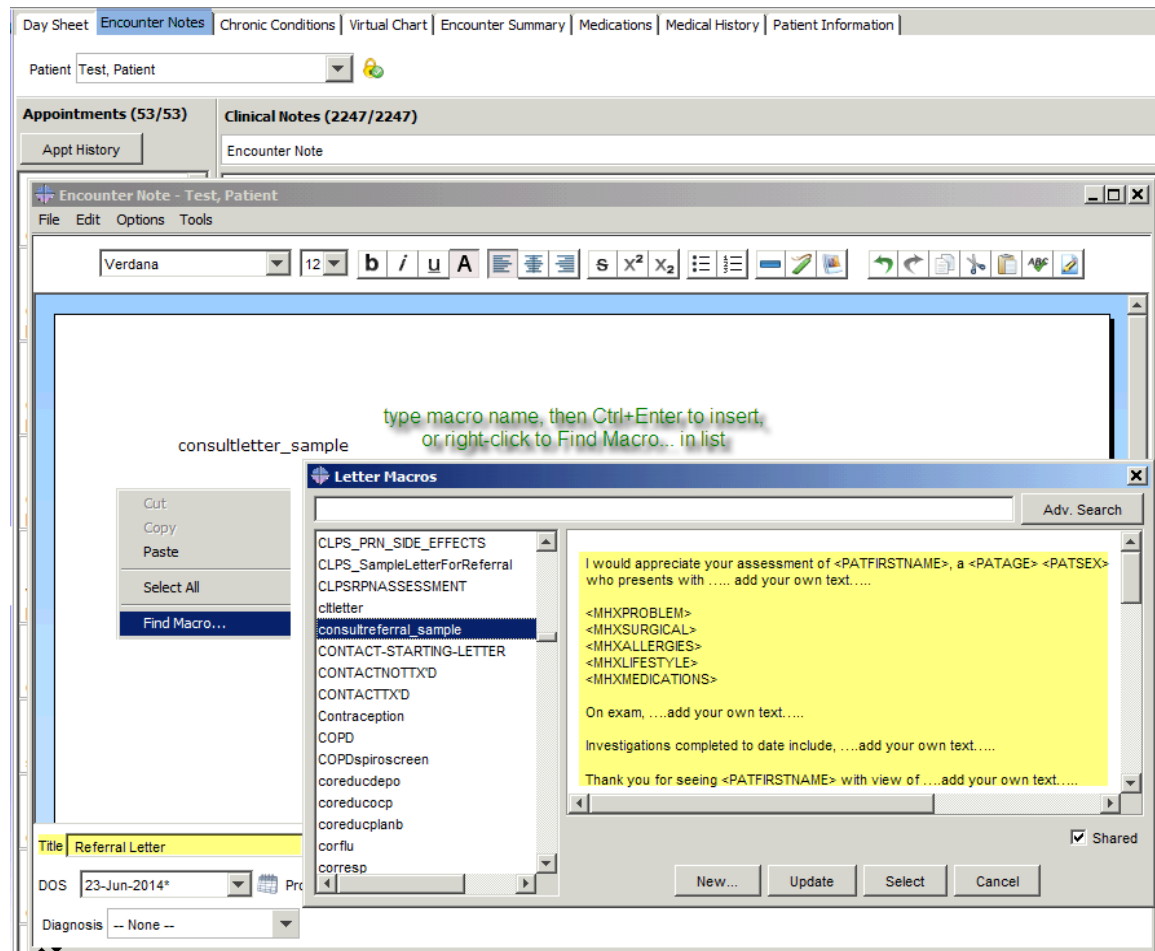 Day Sheet Encounter Notes Chronic Conditions Virtual Chart Encounter Summary Medications Medical History Patient Information
Patient Test, Patient
Appointments (53/53) Clinical Notes (2247/2247)
Appt History Encounter Note
Encounter Note - Test, Patient
File Edit Options Tools
Verdana 12 b i u A S X² X₂ ABC
type macro name, then Ctrl+Enter to insert,
or right-click to Find Macro... in list
consultletter_sample
Letter Macros
Adv. Search
Cut
Copy
Paste
Select All
Find Macro...
CLPS_PRN_SIDE_EFFECTS
CLPS_SampleLetterForReferral
CLPSRPNASSESSMENT
cltletter
consultreferral_sample
CONTACT-STARTING-LETTER
CONTACTNOTTX'D
CONTACTTX'D
Contraception
COPD
COPDspiroscreen
coreducdepo
coreducocp
coreducplanb
corflu
corresp
I would appreciate your assessment of <PATFIRSTNAME>, a <PATAGE> <PATSEX>
who presents with ..... add your own text.....
<MHXPROBLEM>
<MHXSURGICAL>
<MHXALLERGIES>
<MHXLIFESTYLE>
<MHXMEDICATIONS>
On exam, ....add your own text.....
Investigations completed to date include, ....add your own text.....
Thank you for seeing <PATFIRSTNAME> with view of ....add your own text.....
Shared
New... Update Select Cancel
Title Referral Letter
DOS 23-Jun-2014* Pro
Diagnosis -- None --